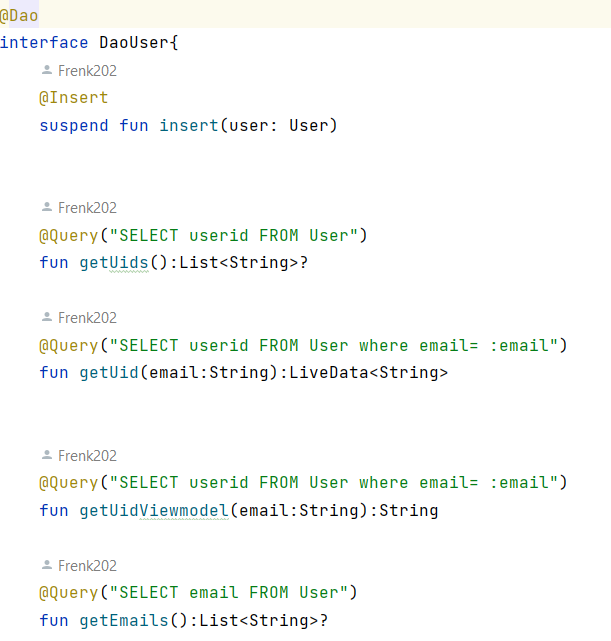 @Dao
interface DaoUser{
Frenk202
@Insert
suspend fun insert(user: User)
Frenk202
@Query("SELECT userid FROM User")
fun getUids():List<String>?
Frenk202
@Query("SELECT userid FROM User where email= :email")
fun getUid(email:String):LiveData<String>
Frenk202
@Query("SELECT userid FROM User where email= :email")
fun getUidViewmodel(email:String):String
Frenk202
@Query("SELECT email FROM User")
fun getEmails():List<String>?